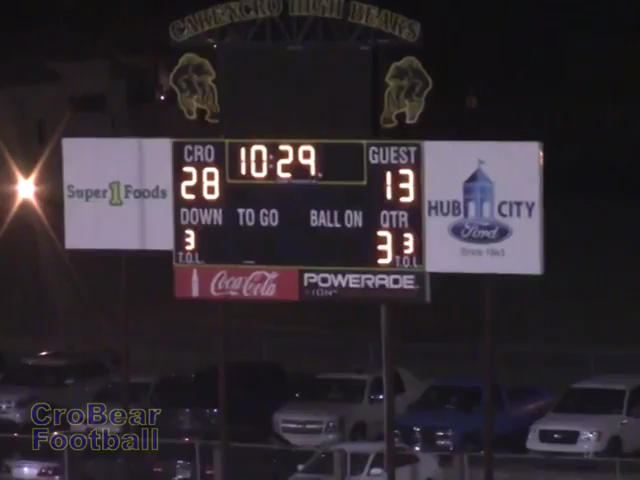 CARENCRO HIGH BEARS
CRO 10:29 GUEST
28 13
DOWN TO GO BALL ON QTR
3 3 3
T.O.L. T.O.L.
Super 1 Foods
HUB CITY
Ford
Coca-Cola
POWERADE
ION4
CroBear
Football